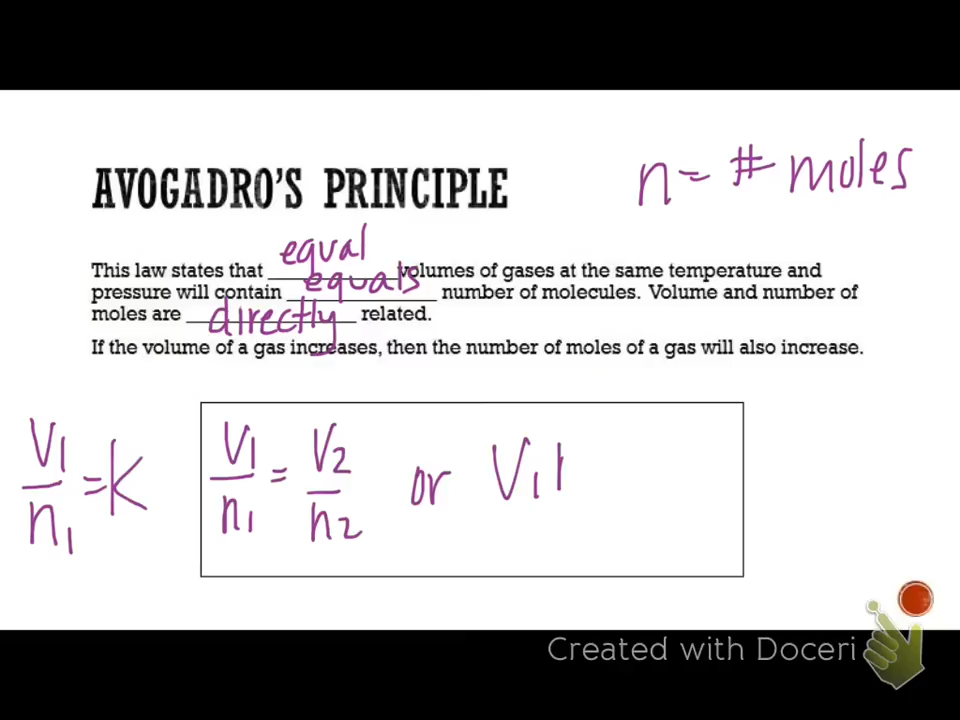 AVOGADRO'S PRINCIPLE
n = # moles
This law states that equal volumes of gases at the same temperature and
pressure will contain equals number of molecules. Volume and number of
moles are directly related.
If the volume of a gas increases, then the number of moles of a gas will also increase.
V1/n1 = K
V1/n1 = V2/n2 or V1
Created with Doceri